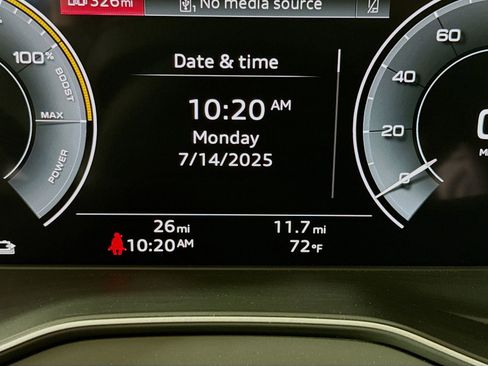 326mi
No media source
Date & time
10:20 AM
Monday
7/14/2025
100%
BOOST
MAX
POWER
60
40
20
0
26mi
11.7mi
10:20AM
72°F